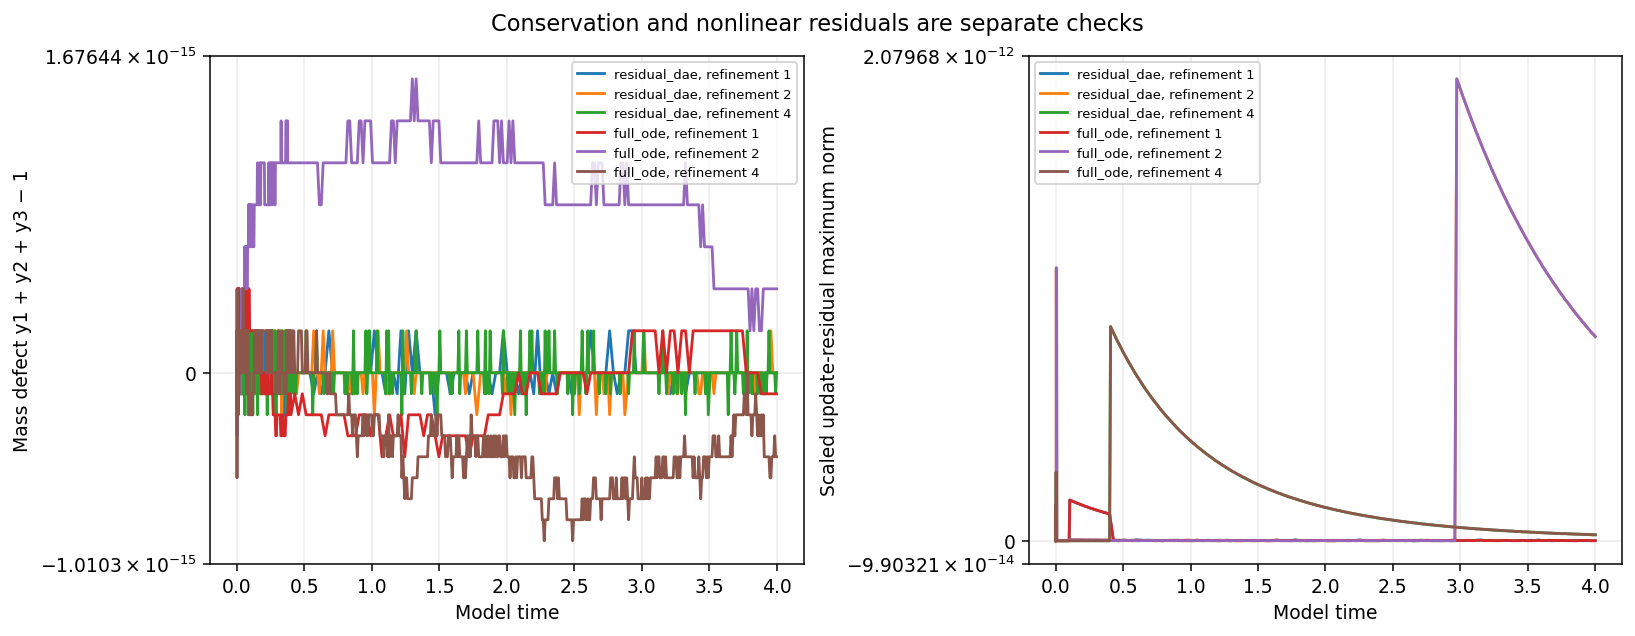 Conservation and nonlinear residuals are separate checks
1.67644 × 10⁻¹⁵
0
−1.0103 × 10⁻¹⁵
Mass defect y1 + y2 + y3 − 1
residual_dae, refinement 1
residual_dae, refinement 2
residual_dae, refinement 4
full_ode, refinement 1
full_ode, refinement 2
full_ode, refinement 4
0.0 0.5 1.0 1.5 2.0 2.5 3.0 3.5 4.0
Model time
2.07968 × 10⁻¹²
0
−9.90321 × 10⁻¹⁴
Scaled update-residual maximum norm
residual_dae, refinement 1
residual_dae, refinement 2
residual_dae, refinement 4
full_ode, refinement 1
full_ode, refinement 2
full_ode, refinement 4
0.0 0.5 1.0 1.5 2.0 2.5 3.0 3.5 4.0
Model time